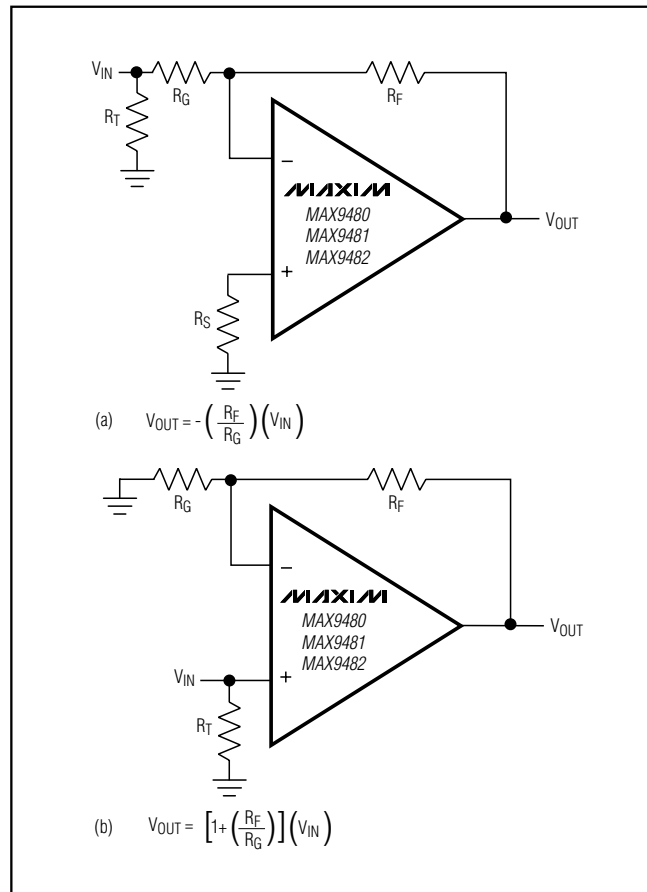 V_IN
R_G
R_F
R_T
−
MAXIM
MAX9480
MAX9481
MAX9482
V_OUT
+
R_S
(a) V_OUT = -(R_F/R_G)(V_IN)
R_G
R_F
−
MAXIM
MAX9480
MAX9481
MAX9482
V_OUT
V_IN
+
R_T
(b) V_OUT = [1+(R_F/R_G)](V_IN)